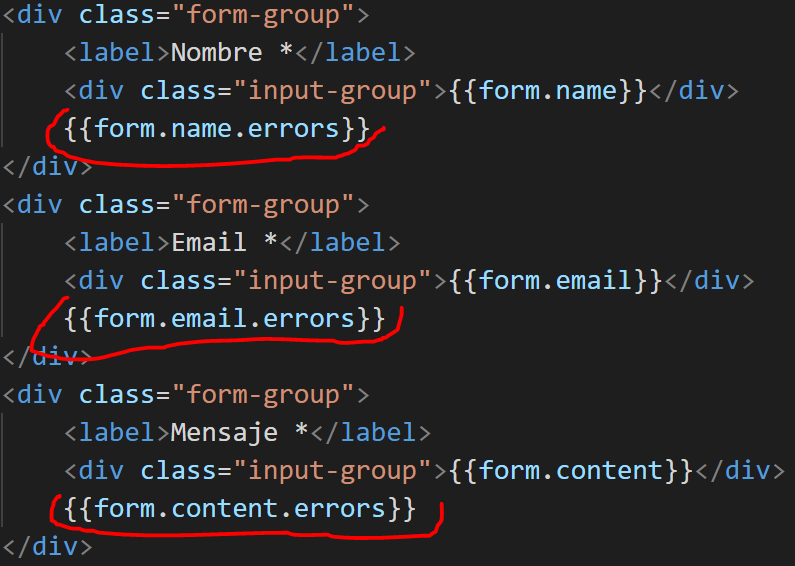 <div class="form-group">
<label>Nombre *</label>
<div class="input-group">{{form.name}}</div>
{{form.name.errors}}
</div>
<div class="form-group">
<label>Email *</label>
<div class="input-group">{{form.email}}</div>
{{form.email.errors}}
</div>
<div class="form-group">
<label>Mensaje *</label>
<div class="input-group">{{form.content}}</div>
{{form.content.errors}}
</div>